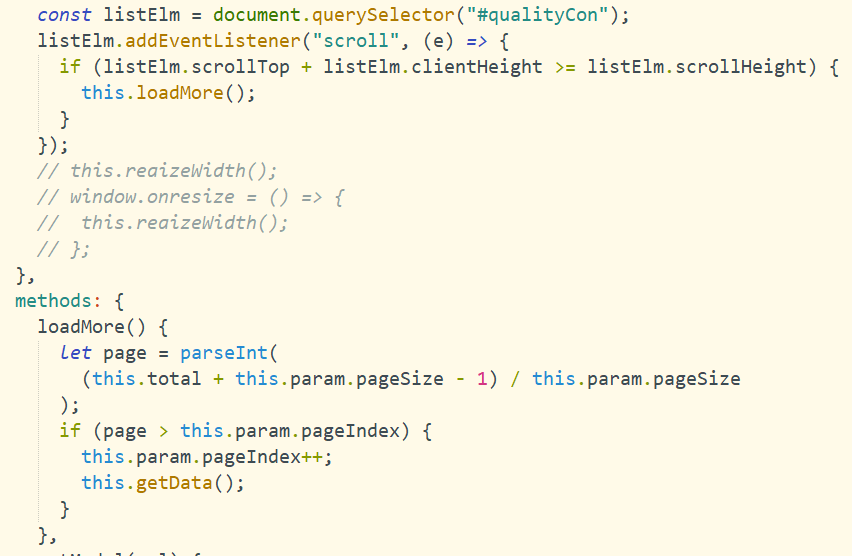 const listElm = document.querySelector("#qualityCon");
listElm.addEventListener("scroll", (e) => {
if (listElm.scrollTop + listElm.clientHeight >= listElm.scrollHeight) {
this.loadMore();
}
});
// this.reaizeWidth();
// window.onresize = () => {
//  this.reaizeWidth();
// };
},
methods: {
loadMore() {
let page = parseInt(
(this.total + this.param.pageSize - 1) / this.param.pageSize
);
if (page > this.param.pageIndex) {
this.param.pageIndex++;
this.getData();
}
},